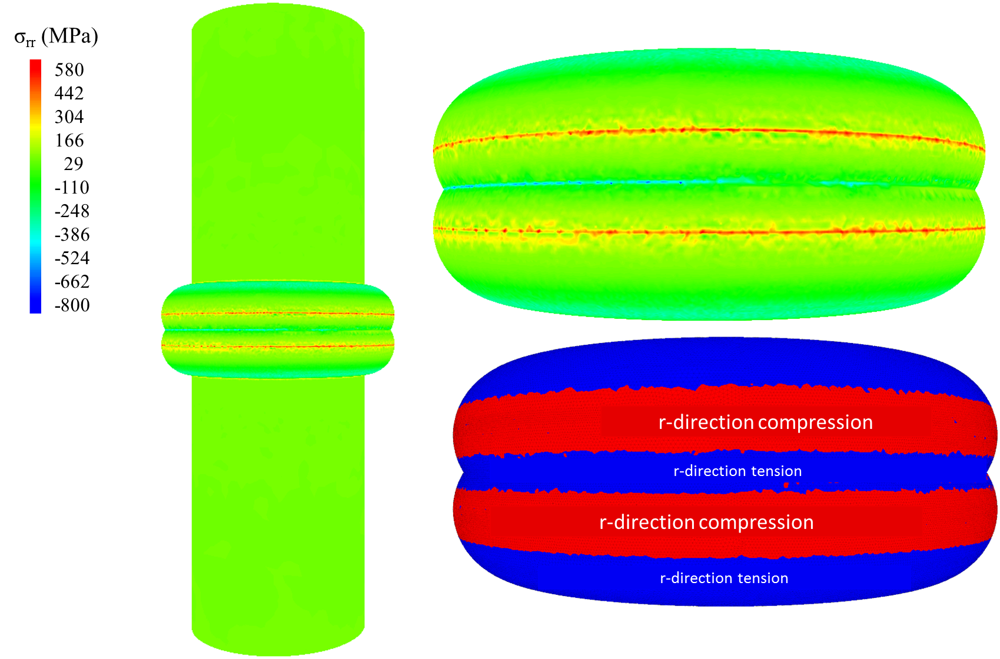 σrr (MPa)
580
442
304
166
29
-110
-248
-386
-524
-662
-800
r-direction compression
r-direction tension
r-direction compression
r-direction tension